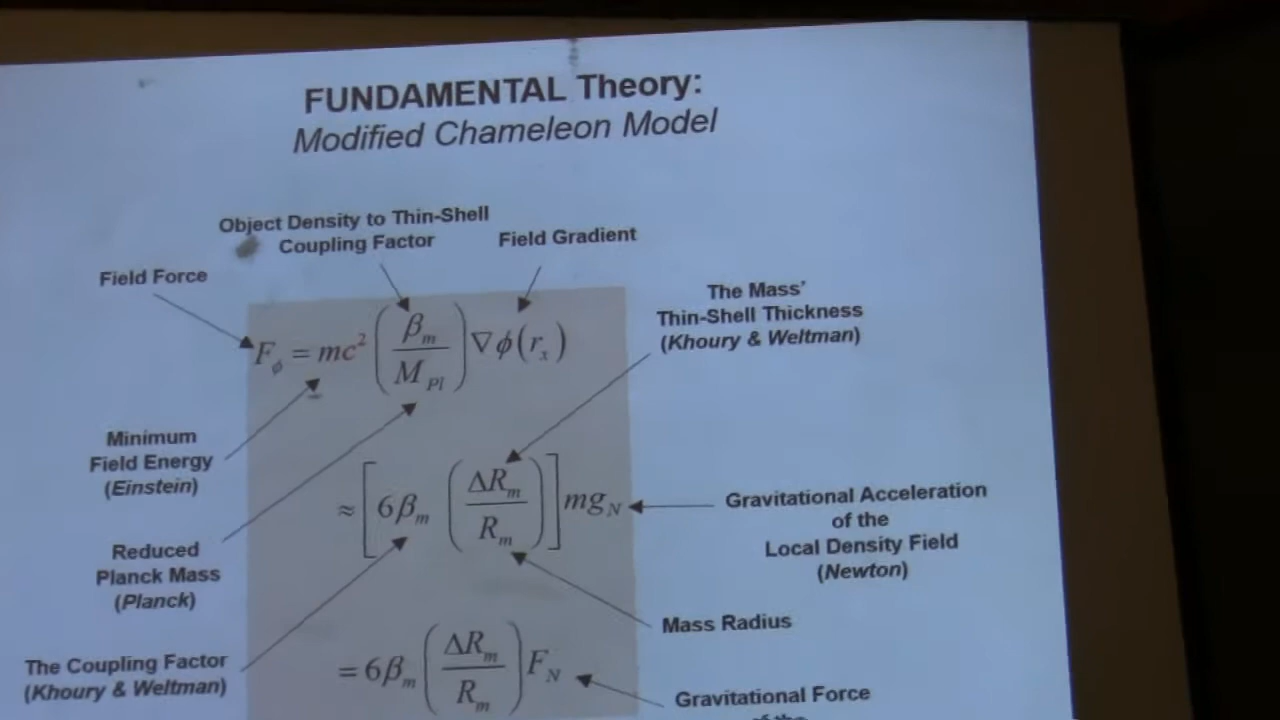 FUNDAMENTAL Theory:
Modified Chameleon Model
Object Density to Thin-Shell
Coupling Factor
Field Gradient
Field Force
The Mass'
Thin-Shell Thickness
(Khoury & Weltman)
F_ϕ = mc² (β_m / M_Pl) ∇ϕ(r_x)
Minimum
Field Energy
(Einstein)
≈ [6β_m (ΔR_m / R_m)] mg_N
Gravitational Acceleration
of the
Local Density Field
(Newton)
Reduced
Planck Mass
(Planck)
Mass Radius
The Coupling Factor
(Khoury & Weltman)
= 6β_m (ΔR_m / R_m) F_N
Gravitational Force
of the